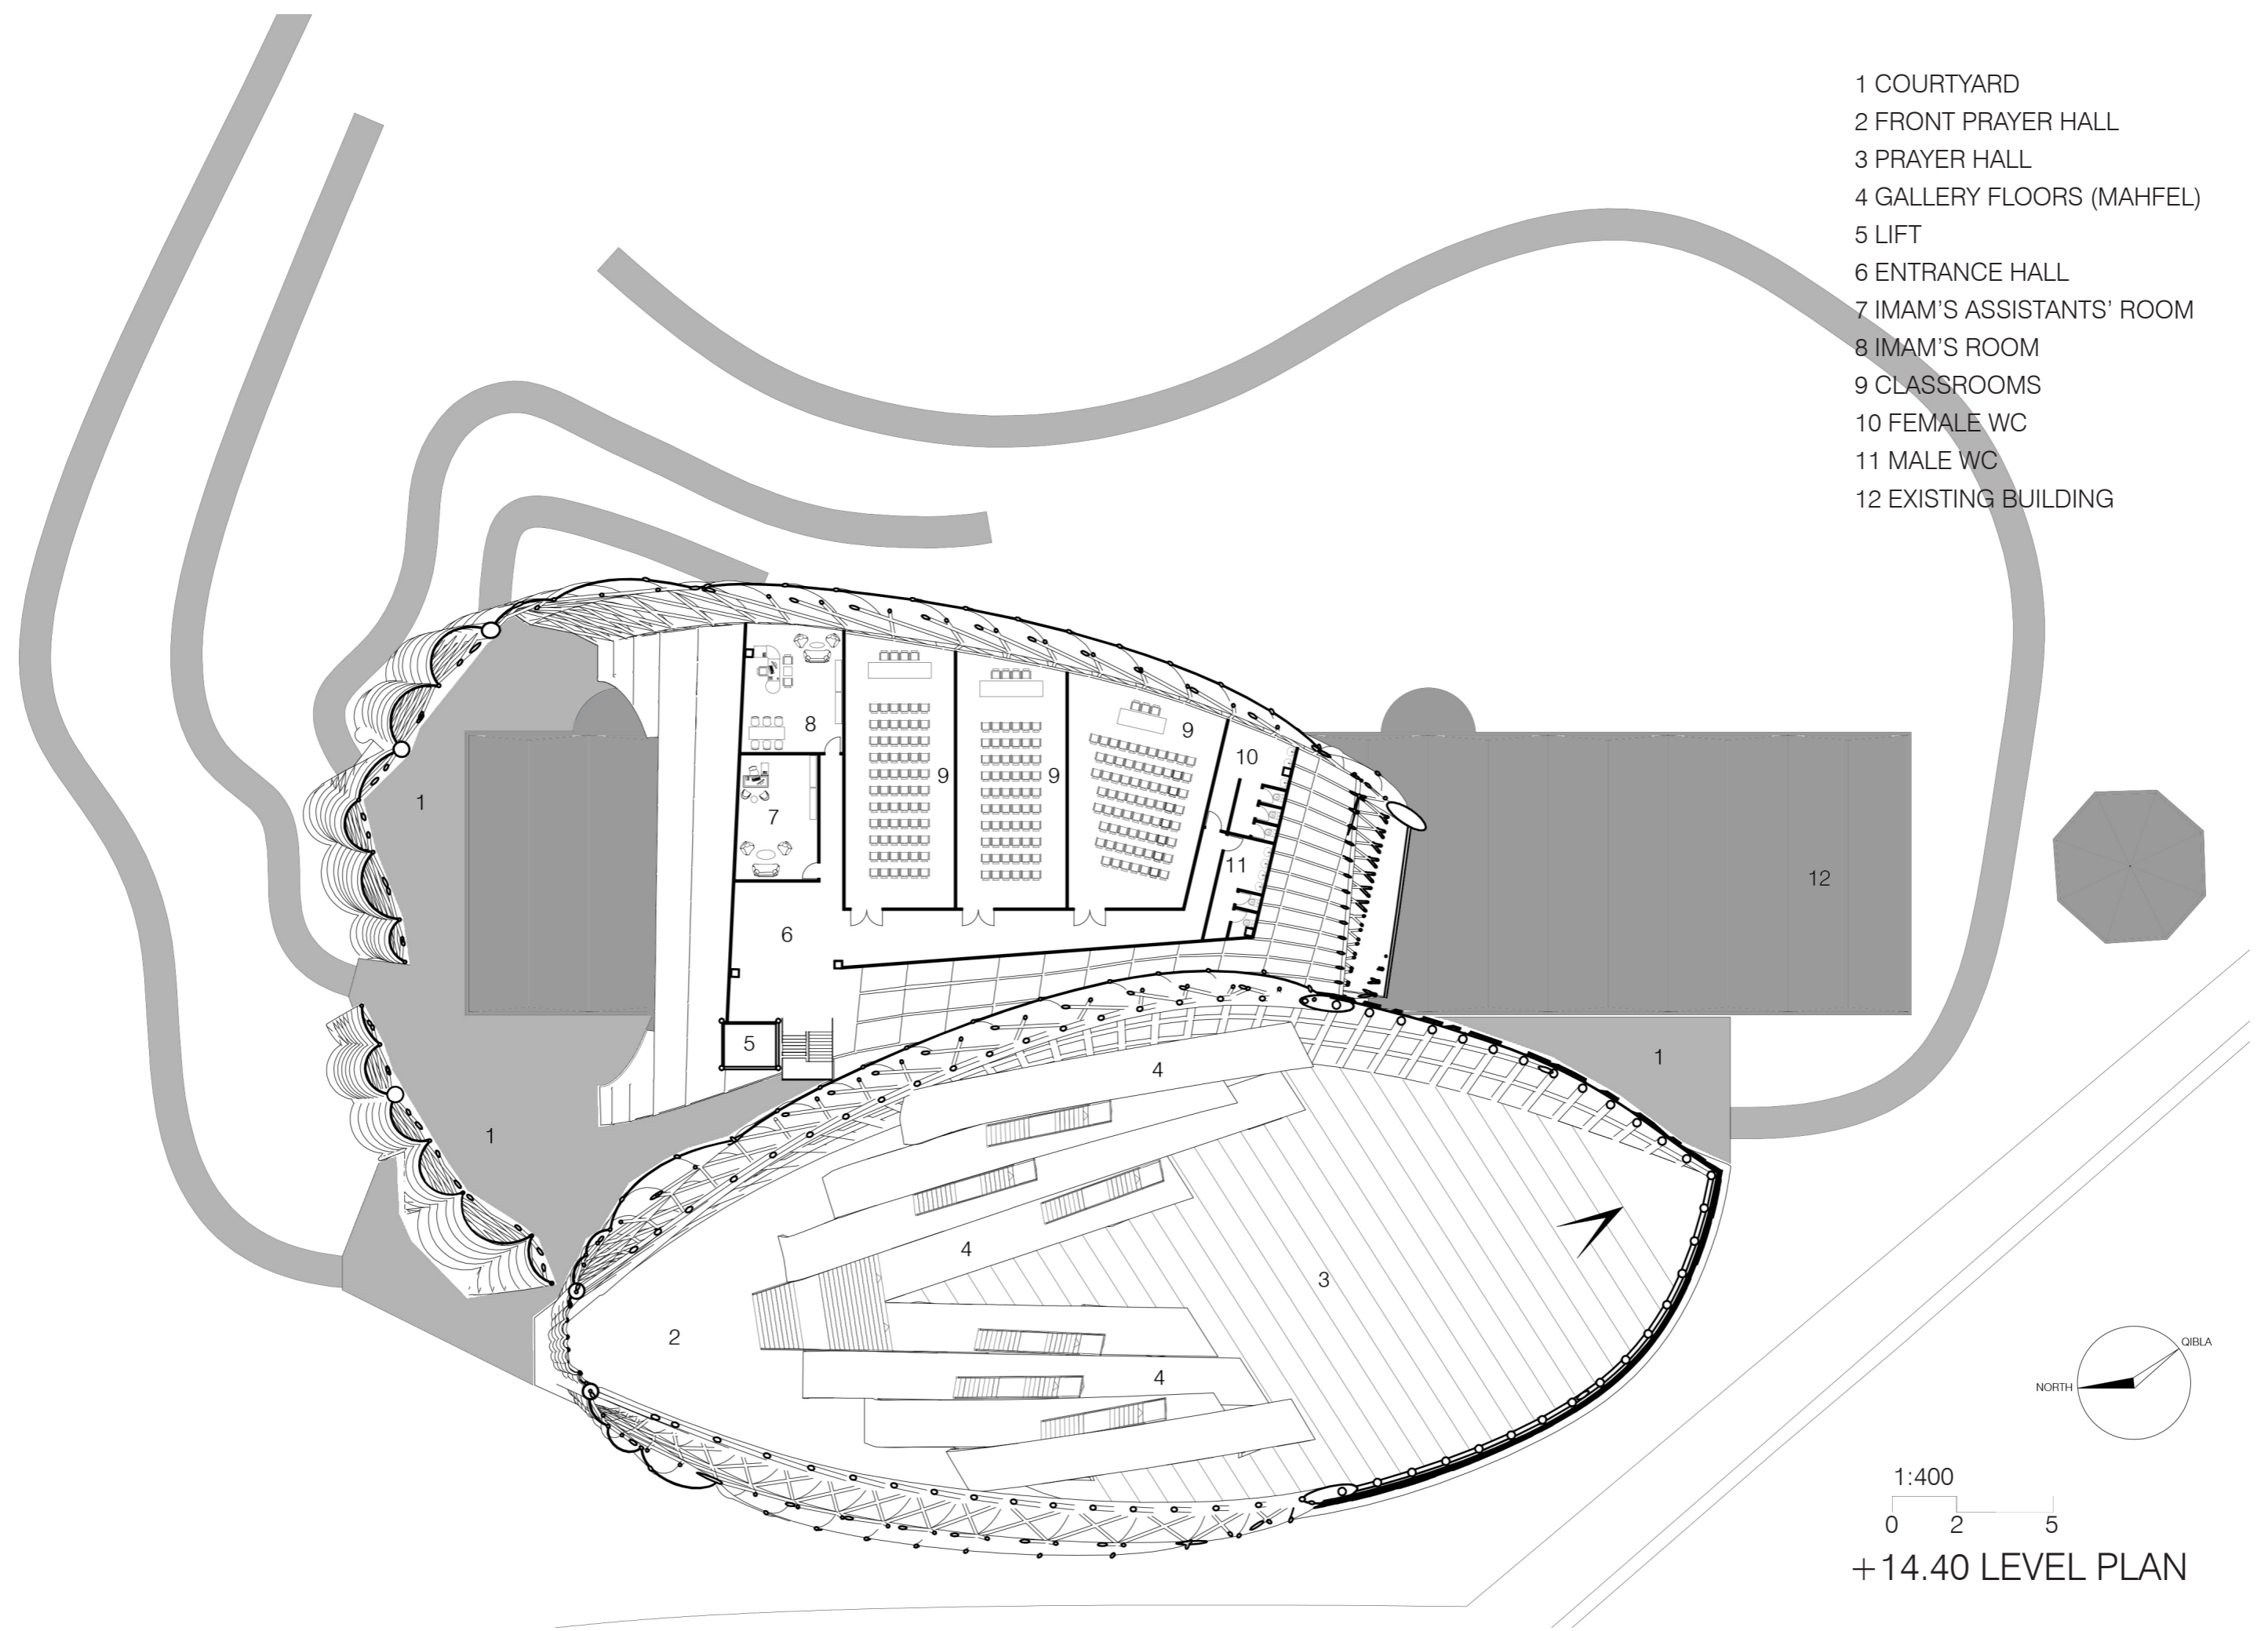 1 COURTYARD
2 FRONT PRAYER HALL
3 PRAYER HALL
4 GALLERY FLOORS (MAHFEL)
5 LIFT
6 ENTRANCE HALL
7 IMAM'S ASSISTANTS' ROOM
8 IMAM'S ROOM
9 CLASSROOMS
10 FEMALE WC
11 MALE WC
12 EXISTING BUILDING
8
9
10
9
9
1
7
11
12
6
5
1
4
1
4
3
2
4
QIBLA
NORTH
1:400
0 2 5
+14.40 LEVEL PLAN